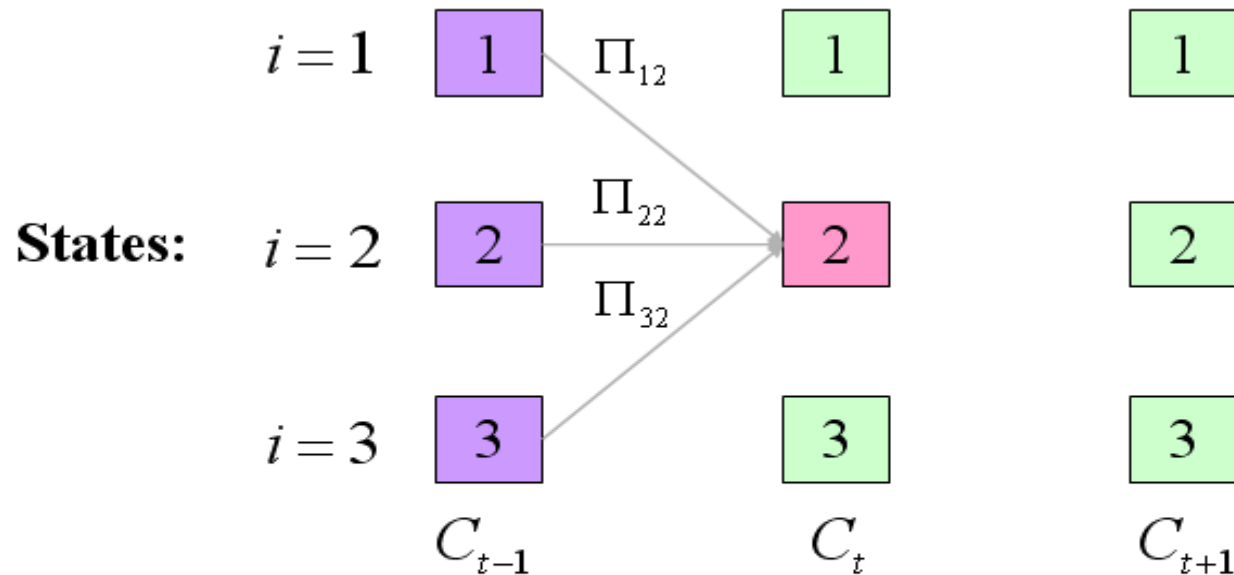 i = 1 1 Π₁₂ 1 1
Π₂₂
States: i = 2 2 2 2
Π₃₂
i = 3 3 3 3
Cₜ₋₁ Cₜ Cₜ₊₁